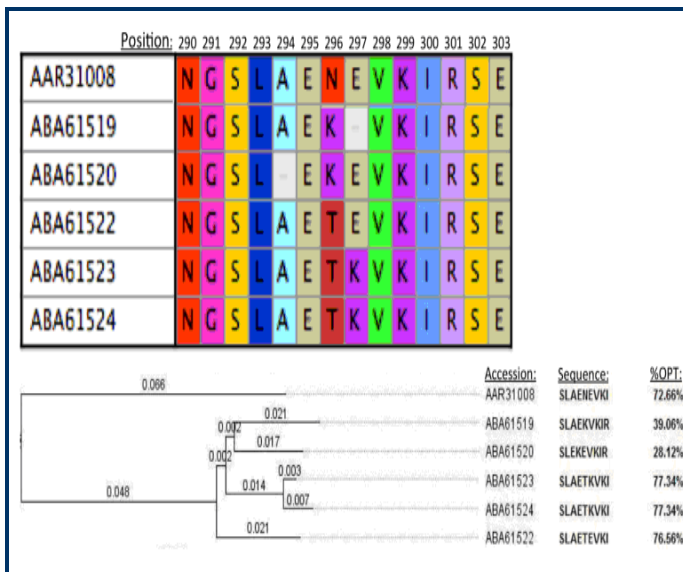 Position: 290 291 292 293 294 295 296 297 298 299 300 301 302 303
AAR31008 N G S L A E N E V K I R S E
ABA61519 N G S L A E K - V K I R S E
ABA61520 N G S L - E K E V K I R S E
ABA61522 N G S L A E T E V K I R S E
ABA61523 N G S L A E T K V K I R S E
ABA61524 N G S L A E T K V K I R S E
Accession: Sequence: %OPT:
0.066 AAR31008 SLAENEVKI 72.66%
0.021 ABA61519 SLAEKVKIR 39.06%
0.002
0.017 ABA61520 SLEKEVKIR 28.12%
0.002
0.003 ABA61523 SLAETKVKI 77.34%
0.014
0.048
0.007 ABA61524 SLAETKVKI 77.34%
0.021 ABA61522 SLAETEVKI 76.56%